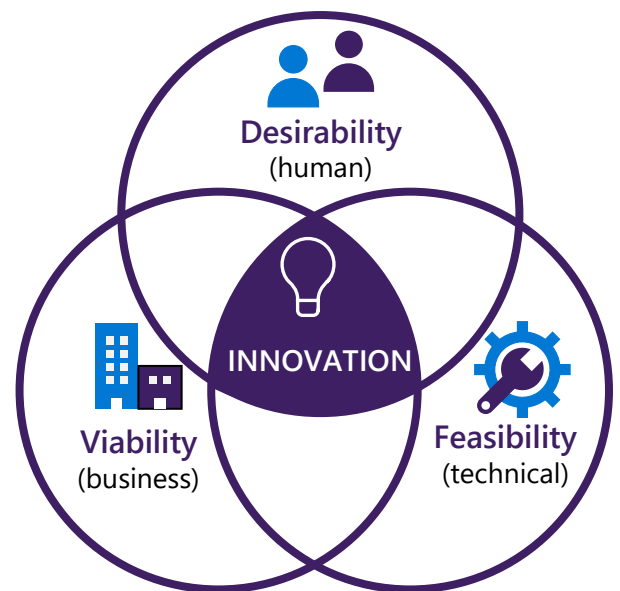 Desirability
(human)
INNOVATION
Viability
(business)
Feasibility
(technical)